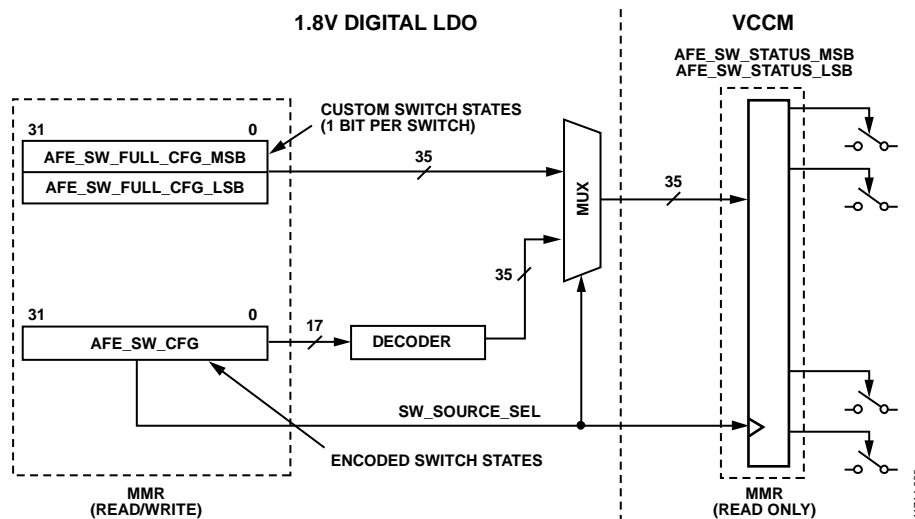 1.8V DIGITAL LDO
VCCM
AFE_SW_STATUS_MSB
AFE_SW_STATUS_LSB
CUSTOM SWITCH STATES
(1 BIT PER SWITCH)
31
0
AFE_SW_FULL_CFG_MSB
AFE_SW_FULL_CFG_LSB
35
MUX
35
35
31
0
AFE_SW_CFG
17
DECODER
SW_SOURCE_SEL
ENCODED SWITCH STATES
MMR
(READ/WRITE)
MMR
(READ ONLY)